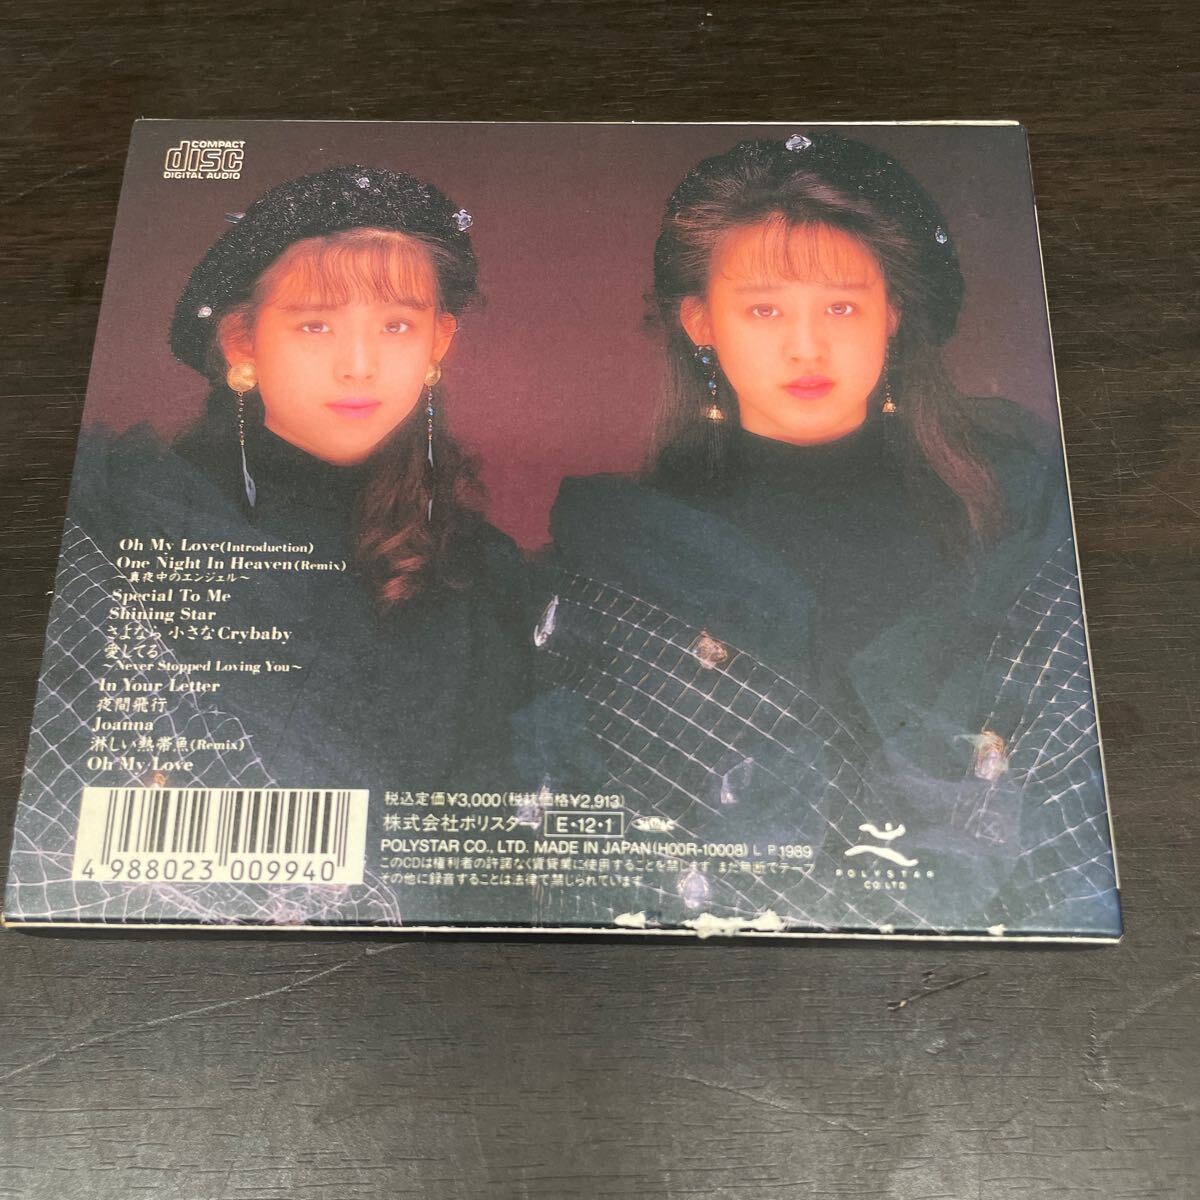 COMPACT
disc
DIGITAL AUDIO
Oh My Love(Introduction)
One Night In Heaven(Remix)
～真夜中のエンジェル～
Special To Me
Shining Star
さよなら 小さなCrybaby
愛してる
～Never Stopped Loving You～
In Your Letter
夜間飛行
Joanna
淋しい熱帯魚(Remix)
Oh My Love
税込定価¥3,000(税抜価格¥2,913)
株式会社ポリスター E・12・1
POLYSTAR CO., LTD. MADE IN JAPAN(H00R-10008) L P 1989
このCDは権利者の許諾なく賃貸業に使用することを禁じます また無断でテープ
その他に録音することは法律で禁じられています
4 988023 009940
POLYSTAR
CO.LTD.